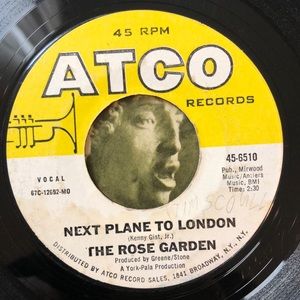 45 RPM
ATCO
RECORDS
VOCAL
67C-12692-MO
45-6510
Pub., Mirwood
Music/Antlers
Music, BMI
Time: 2:30
NEXT PLANE TO LONDON
(Kenny Gist, Jr.)
THE ROSE GARDEN
Produced by Greene/Stone
A York-Pala Production
DISTRIBUTED BY ATCO RECORD SALES, 1841 BROADWAY, N.Y., N.Y.